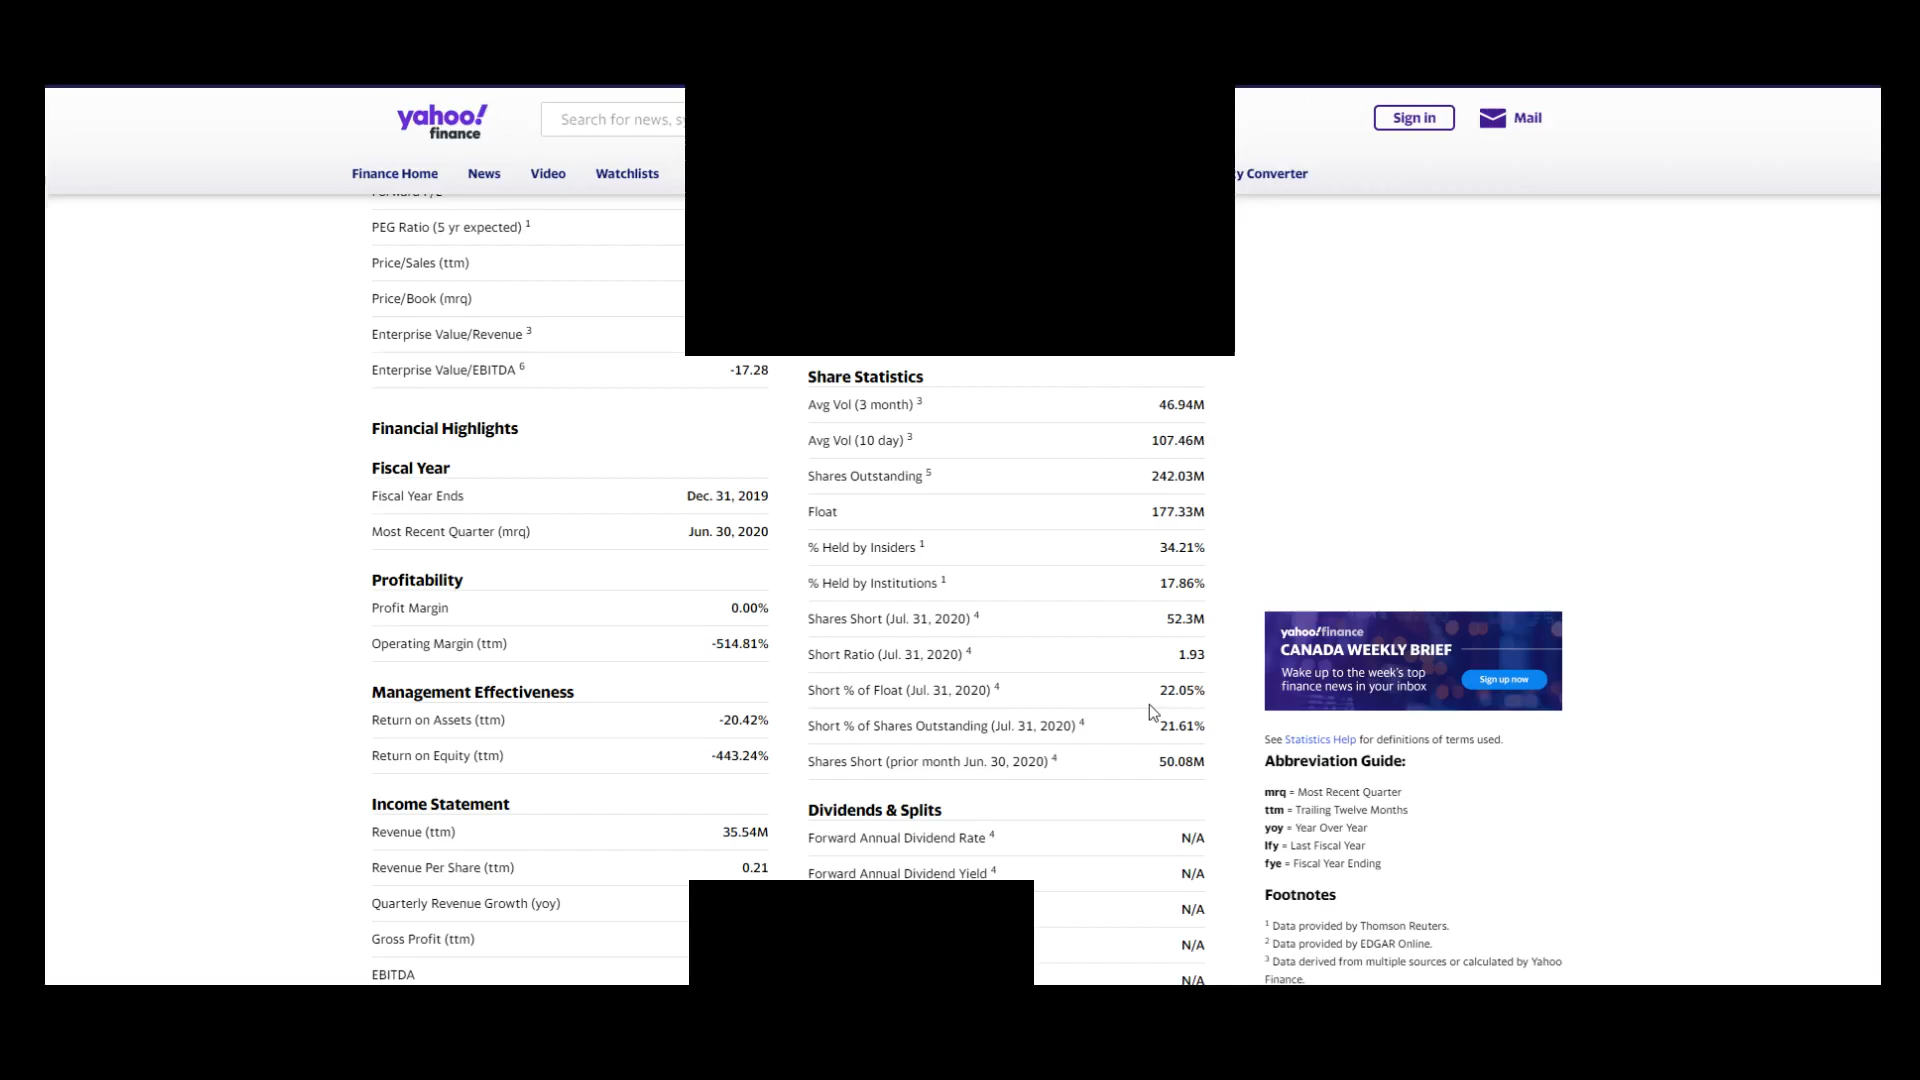 yahoo!
finance
Search for news, s
Sign in
Mail
Finance Home
News
Video
Watchlists
y Converter
PEG Ratio (5 yr expected) 1
Price/Sales (ttm)
Price/Book (mrq)
Enterprise Value/Revenue 3
Enterprise Value/EBITDA 6 -17.28
Financial Highlights
Fiscal Year
Fiscal Year Ends Dec. 31, 2019
Most Recent Quarter (mrq) Jun. 30, 2020
Profitability
Profit Margin 0.00%
Operating Margin (ttm) -514.81%
Management Effectiveness
Return on Assets (ttm) -20.42%
Return on Equity (ttm) -443.24%
Income Statement
Revenue (ttm) 35.54M
Revenue Per Share (ttm) 0.21
Quarterly Revenue Growth (yoy)
Gross Profit (ttm)
EBITDA
Share Statistics
Avg Vol (3 month) 3 46.94M
Avg Vol (10 day) 3 107.46M
Shares Outstanding 5 242.03M
Float 177.33M
% Held by Insiders 1 34.21%
% Held by Institutions 1 17.86%
Shares Short (Jul. 31, 2020) 4 52.3M
Short Ratio (Jul. 31, 2020) 4 1.93
Short % of Float (Jul. 31, 2020) 4 22.05%
Short % of Shares Outstanding (Jul. 31, 2020) 4 21.61%
Shares Short (prior month Jun. 30, 2020) 4 50.08M
Dividends & Splits
Forward Annual Dividend Rate 4 N/A
Forward Annual Dividend Yield 4 N/A
N/A
N/A
N/A
yahoo!finance
CANADA WEEKLY BRIEF
Wake up to the week's top
finance news in your inbox
Sign up now
See Statistics Help for definitions of terms used.
Abbreviation Guide:
mrq = Most Recent Quarter
ttm = Trailing Twelve Months
yoy = Year Over Year
lfy = Last Fiscal Year
fye = Fiscal Year Ending
Footnotes
1 Data provided by Thomson Reuters.
2 Data provided by EDGAR Online.
3 Data derived from multiple sources or calculated by Yahoo
Finance.